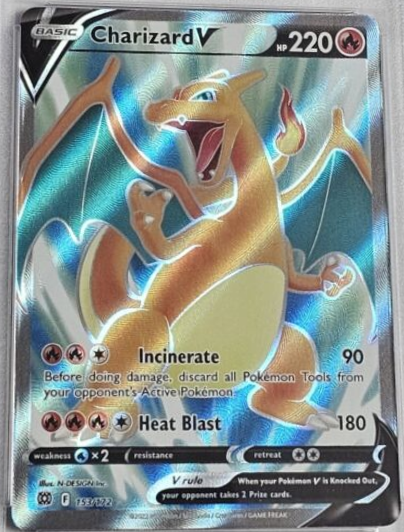 BASIC Charizard V HP 220
Incinerate 90
Before doing damage, discard all Pokémon Tools from
your opponent's Active Pokémon.
Heat Blast 180
weakness ×2 resistance retreat
Illus. N-DESIGN Inc. V rule When your Pokémon V is Knocked Out,
your opponent takes 2 Prize cards.
F 153/172
GAME FREAK